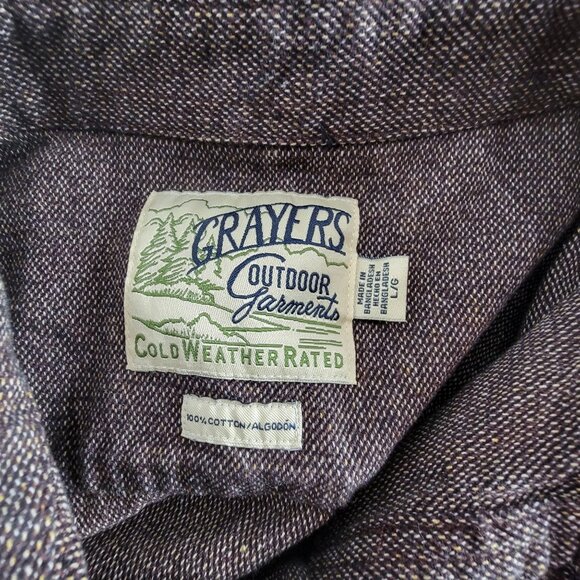 GRAYERS
OUTDOOR
Garments
COLD WEATHER RATED
MADE IN
BANGLADESH
HECHO EN
BANGLADESH
L/G
100% COTTON/ALGODÓN